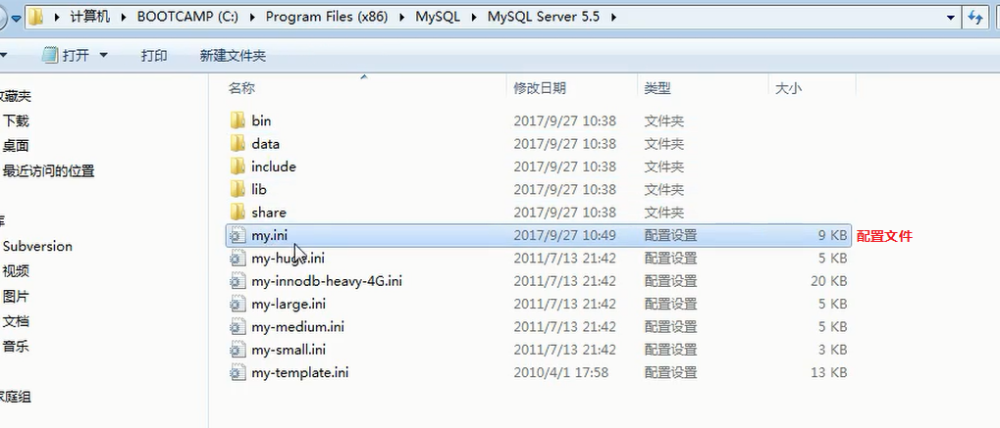 计算机 BOOTCAMP (C:) Program Files (x86) MySQL MySQL Server 5.5
打开 打印 新建文件夹
名称 修改日期 类型 大小
收藏夹
下载
桌面
最近访问的位置
库
Subversion
视频
图片
文档
音乐
家庭组
bin 2017/9/27 10:38 文件夹
data 2017/9/27 10:38 文件夹
include 2017/9/27 10:38 文件夹
lib 2017/9/27 10:38 文件夹
share 2017/9/27 10:38 文件夹
my.ini 2017/9/27 10:49 配置设置 9 KB 配置文件
my-huge.ini 2011/7/13 21:42 配置设置 5 KB
my-innodb-heavy-4G.ini 2011/7/13 21:42 配置设置 20 KB
my-large.ini 2011/7/13 21:42 配置设置 5 KB
my-medium.ini 2011/7/13 21:42 配置设置 5 KB
my-small.ini 2011/7/13 21:42 配置设置 3 KB
my-template.ini 2010/4/1 17:58 配置设置 13 KB